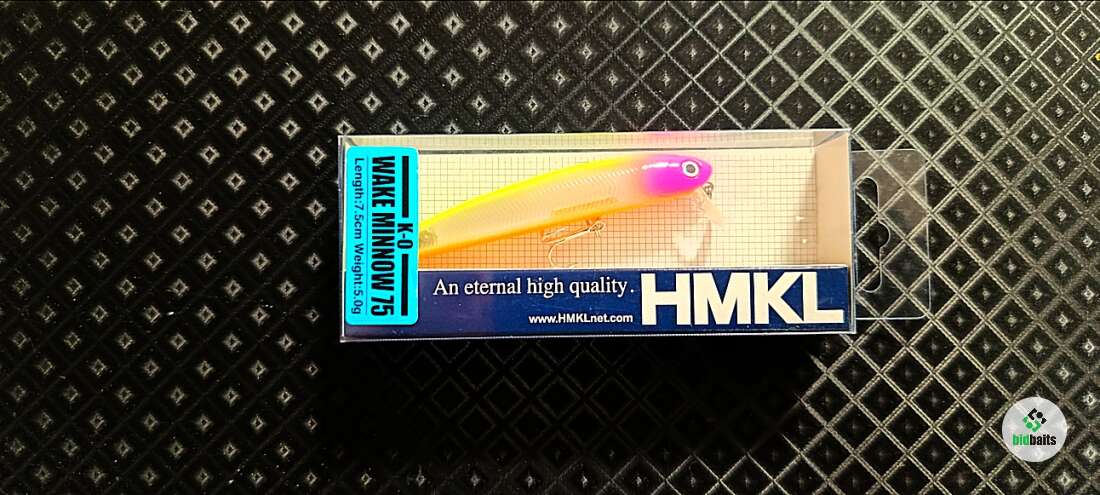 K-0
WAKE MINNOW 75
Length:7.5cm Weight:5.0g
An eternal high quality.
www.HMKLnet.com
HMKL
bidbaits